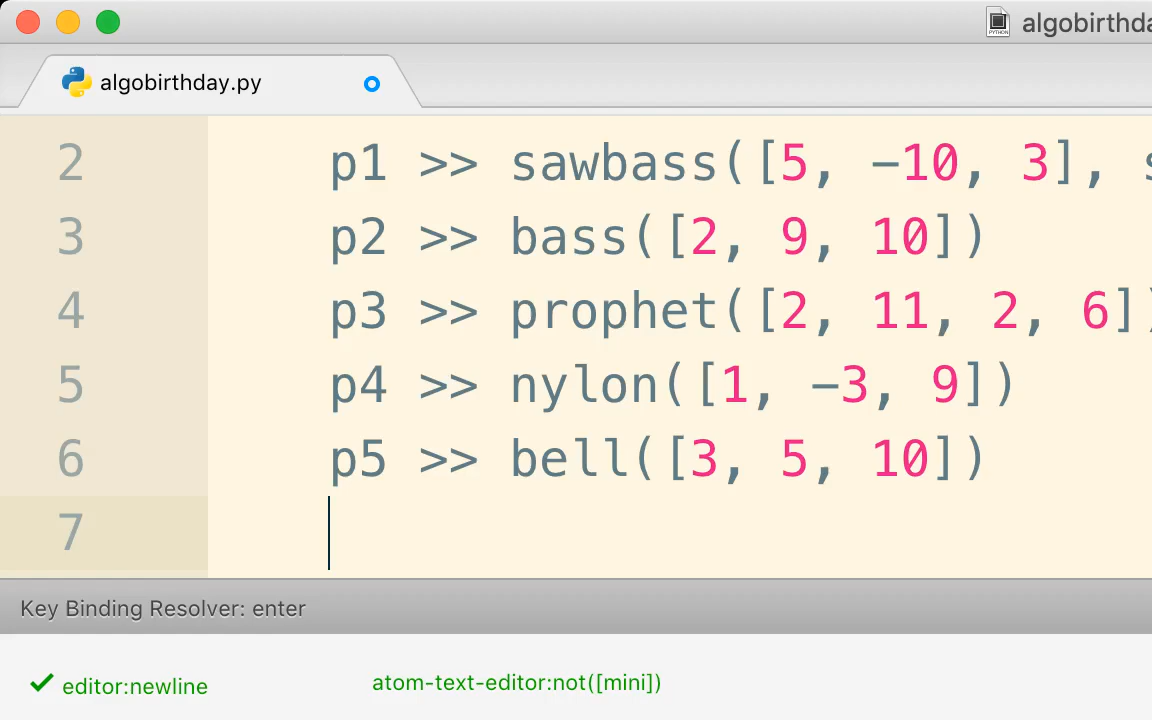 algobirthda
algobirthday.py
2 p1 >> sawbass([5, -10, 3], s
3 p2 >> bass([2, 9, 10])
4 p3 >> prophet([2, 11, 2, 6])
5 p4 >> nylon([1, -3, 9])
6 p5 >> bell([3, 5, 10])
7
Key Binding Resolver: enter
editor:newline atom-text-editor:not([mini])